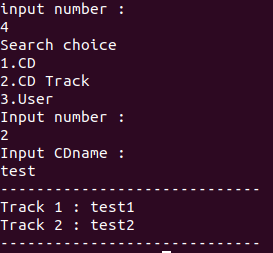 input number :
4
Search choice
1.CD
2.CD Track
3.User
Input number :
2
Input CDname :
test
-----------------------------
Track 1 : test1
Track 2 : test2
-----------------------------